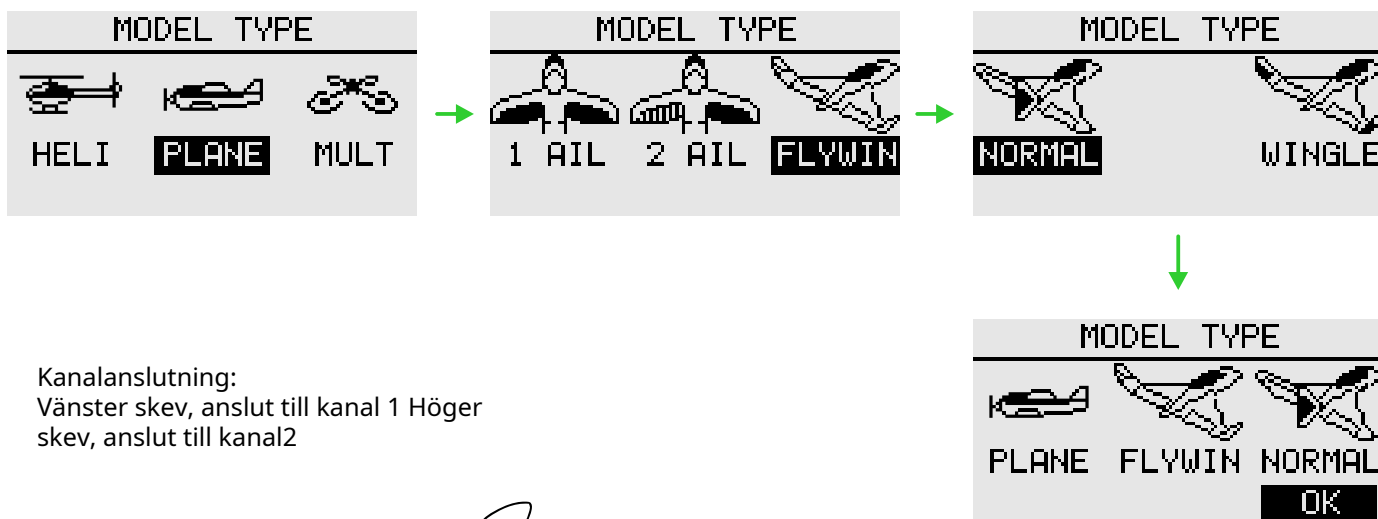 MODEL TYPE
HELI PLANE MULT
MODEL TYPE
1 AIL 2 AIL FLYWIN
MODEL TYPE
NORMAL WINGLE
MODEL TYPE
PLANE FLYWIN NORMAL
OK
Kanalanslutning:
Vänster skev, anslut till kanal 1 Höger
skev, anslut till kanal2